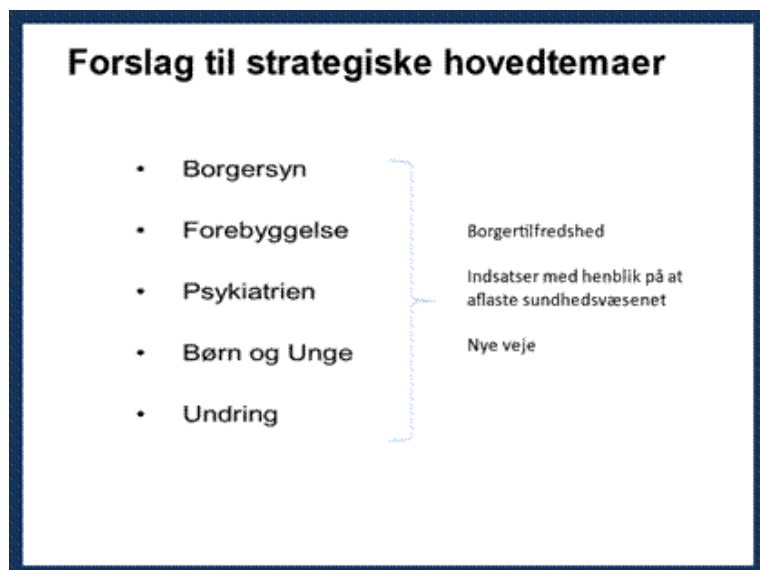 Forslag til strategiske hovedtemaer
• Borgersyn
• Forebyggelse
• Psykiatrien
• Børn og Unge
• Undring
Borgertilfredshed
Indsatser med henblik på at
aflaste sundhedsvæsenet
Nye veje